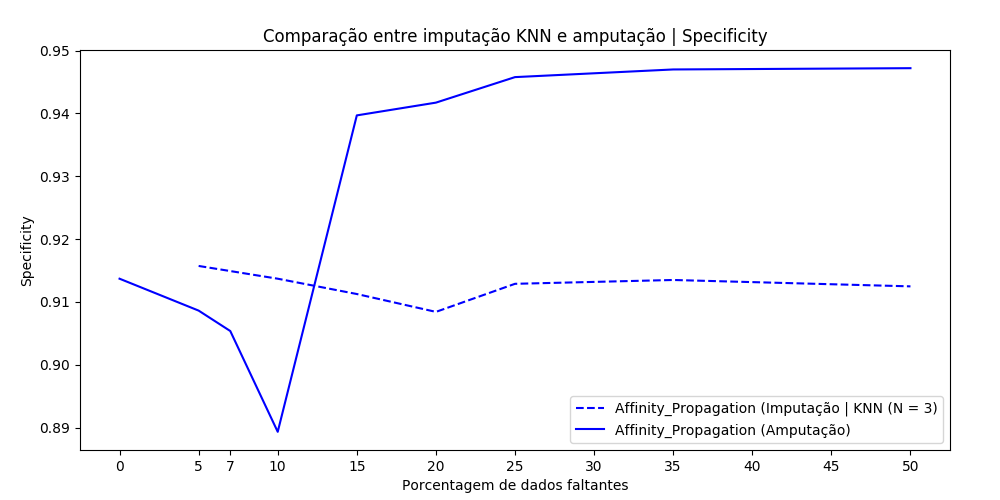 Comparação entre imputação KNN e amputação | Specificity
0.95
0.94
0.93
0.92
0.91
0.90
0.89
Specificity
0 5 7 10 15 20 25 30 35 40 45 50
Porcentagem de dados faltantes
Affinity_Propagation (Imputação | KNN (N = 3)
Affinity_Propagation (Amputação)